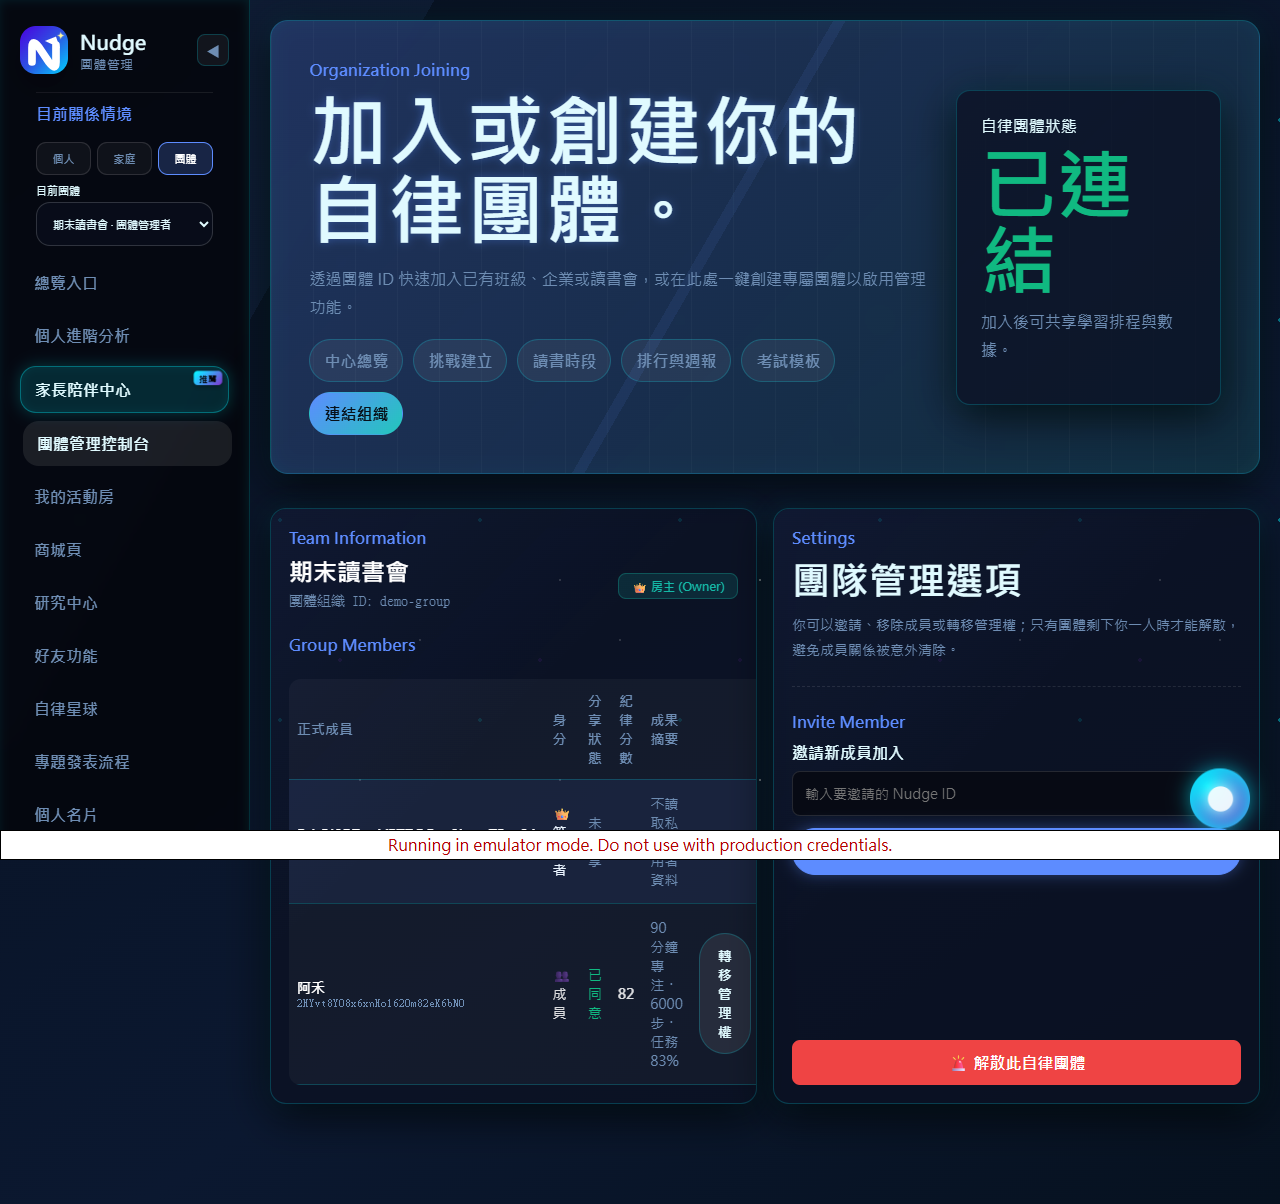 Nudge
團體管理
目前關係情境
個人 家庭 團體
目前團體
期末讀書會 · 團體管理者
總覽入口
個人進階分析
家長陪伴中心 推薦
團體管理控制台
我的活動房
商城頁
研究中心
好友功能
自律星球
專題發表流程
個人名片
Organization Joining
加入或創建你的
自律團體。
透過團體 ID 快速加入已有班級、企業或讀書會，或在此處一鍵創建專屬團體以啟用管理
功能。
中心總覽 挑戰建立 讀書時段 排行與週報 考試模板
連結組織
自律團體狀態
已連
結
加入後可共享學習排程與數
據。
Team Information
期末讀書會
團體組織 ID: demo-group
房主 (Owner)
Group Members
正式成員
身
分
分
享
狀
態
紀
律
分
數
成果
摘要
者
未
不讀
取私
資料
阿禾
2HYvt8YO8x6xnHo162Om82eK6bNO
成
員
已
同
意
82
90
分鐘
專
注 ·
6000
步 ·
任務
83%
轉
移
管
理
權
Settings
團隊管理選項
你可以邀請、移除成員或轉移管理權；只有團體剩下你一人時才能解散，
避免成員關係被意外清除。
Invite Member
邀請新成員加入
輸入要邀請的 Nudge ID
Running in emulator mode. Do not use with production credentials.
解散此自律團體